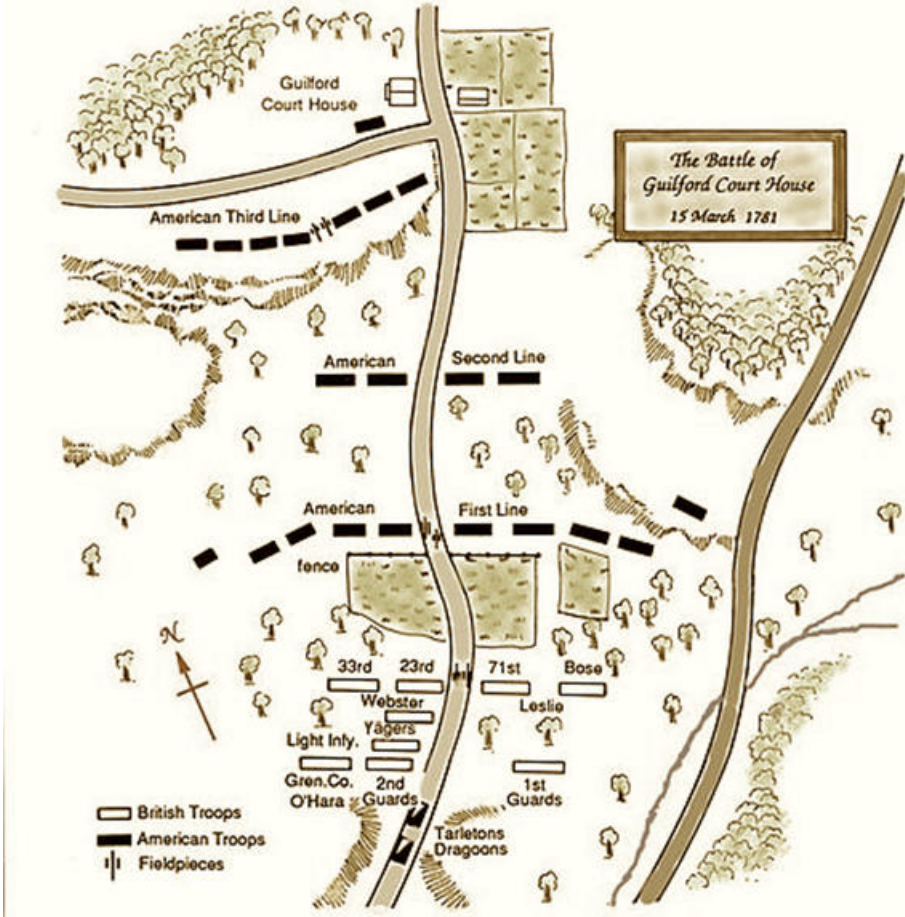 Guilford
Court House
The Battle of
Guilford Court House
15 March 1781
American Third Line
American Second Line
American First Line
fence
N
33rd 23rd 71st Bose
Webster Leslie
Yagers
Light Inly.
Gren.Co. 2nd 1st
O'Hara Guards Guards
British Troops
American Troops
Fieldpieces
Tarletons
Dragoons